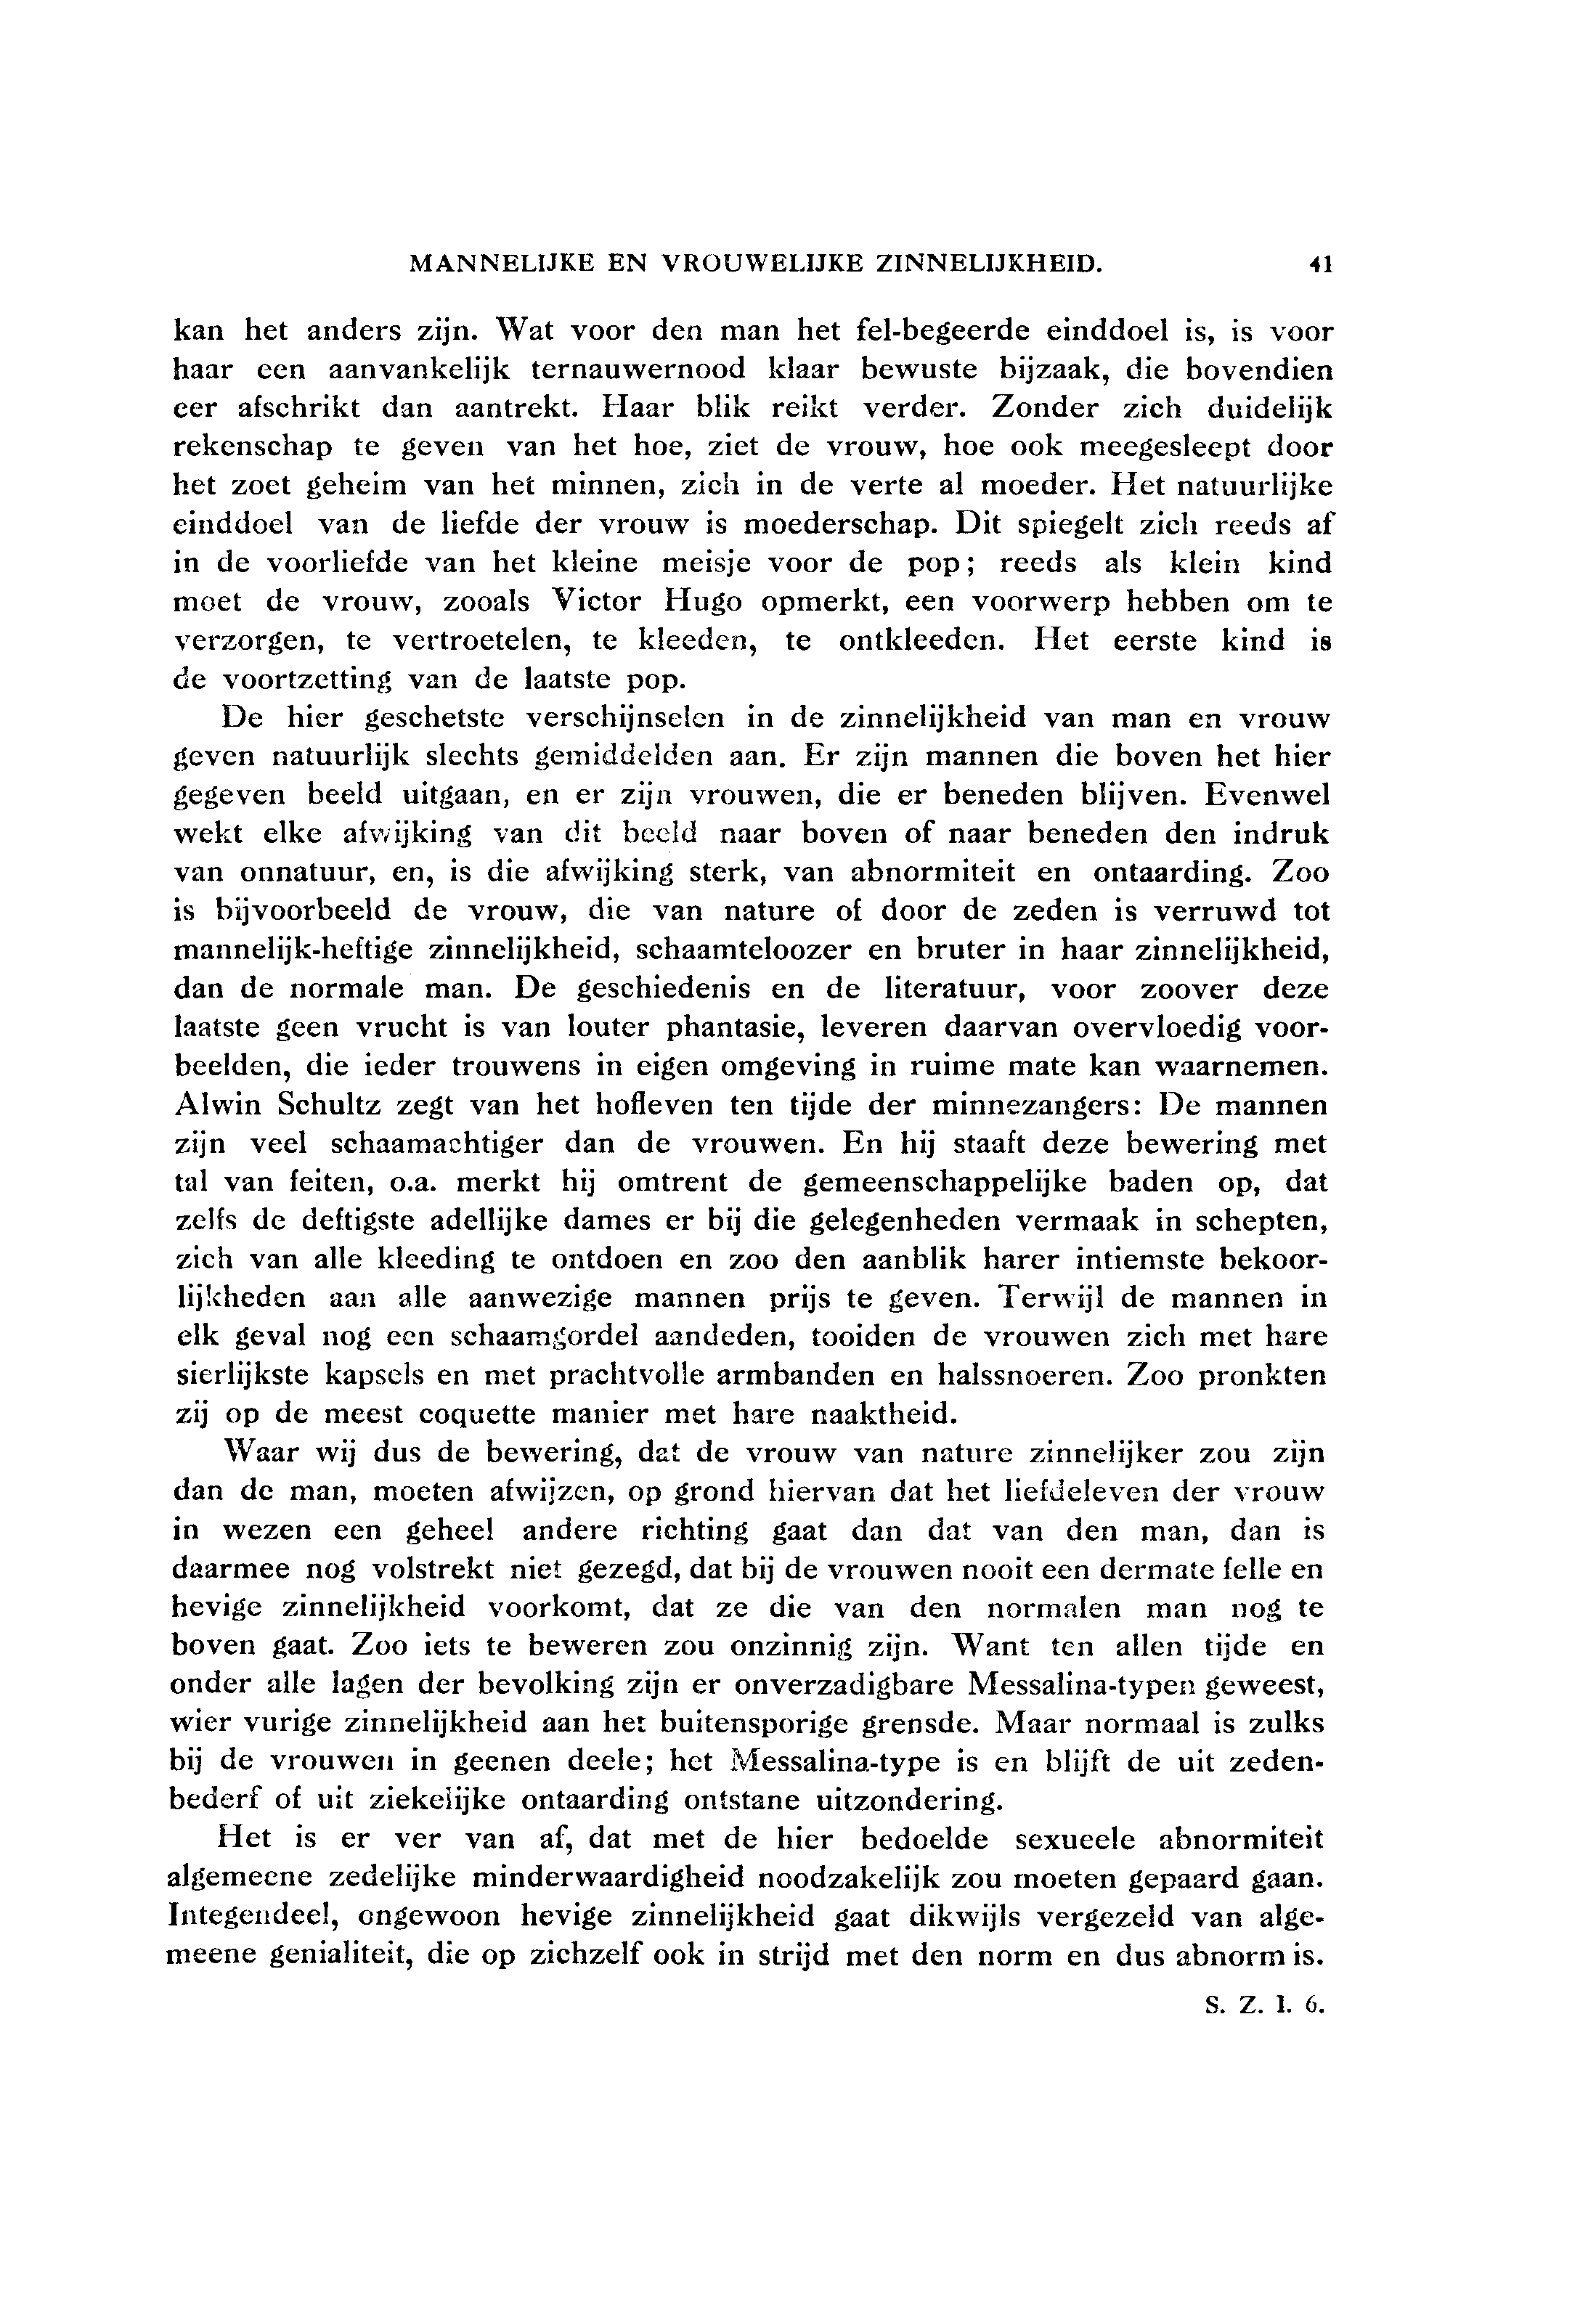 MANNELIJKE EN VROUWELIJKE ZINNELIJKHEID. 41
kan het anders zijn. Wat voor den man het fel-begeerde einddoel is, is voor
haar een aanvankelijk ternauwernood klaar bewuste bijzaak, die bovendien
eer afschrikt dan aantrekt. Haar blik reikt verder. Zonder zich duidelijk
rekenschap te geven van het hoe, ziet de vrouw, hoe ook meegesleept door
het zoet geheim van het minnen, zich in de verte al moeder. Het natuurlijke
einddoel van de liefde der vrouw is moederschap. Dit spiegelt zich reeds af
in de voorliefde van het kleine meisje voor de pop; reeds als klein kind
moet de vrouw, zooals Victor Hugo opmerkt, een voorwerp hebben om te
verzorgen, te vertroetelen, te kleeden, te ontkleeden. Het eerste kind is
de voortzetting van de laatste pop.
De hier geschetste verschijnselen in de zinnelijkheid van man en vrouw
geven natuurlijk slechts gemiddelden aan. Er zijn mannen die boven het hier
gegeven beeld uitgaan, en er zijn vrouwen, die er beneden blijven. Evenwel
wekt elke afwijking van dit beeld naar boven of naar beneden den indruk
van onnatuur, en, is die afwijking sterk, van abnormiteit en ontaarding. Zoo
is bijvoorbeeld de vrouw, die van nature of door de zeden is verruwd tot
mannelijk-heftige zinnelijkheid, schaamteloozer en bruter in haar zinnelijkheid,
dan de normale man. De geschiedenis en de literatuur, voor zoover deze
laatste geen vrucht is van louter phantasie, leveren daarvan overvloedig voor-
beelden, die ieder trouwens in eigen omgeving in ruime mate kan waarnemen.
Alwin Schultz zegt van het hofleven ten tijde der minnezangers: De mannen
zijn veel schaamachtiger dan de vrouwen. En hij staaft deze bewering met
tal van feiten, o.a. merkt hij omtrent de gemeenschappelijke baden op, dat
zelfs de deftigste adellijke dames er bij die gelegenheden vermaak in schepten,
zich van alle kleeding te ontdoen en zoo den aanblik harer intiemste bekoor-
lijkheden aan alle aanwezige mannen prijs te geven. Terwijl de mannen in
elk geval nog een schaamgordel aandeden, tooiden de vrouwen zich met hare
sierlijkste kapsels en met prachtvolle armbanden en halssnoeren. Zoo pronkten
zij op de meest coquette manier met hare naaktheid.
Waar wij dus de bewering, dat de vrouw van nature zinnelijker zou zijn
dan de man, moeten afwijzen, op grond hiervan dat het liefdeleven der vrouw
in wezen een geheel andere richting gaat dan dat van den man, dan is
daarmee nog volstrekt niet gezegd, dat bij de vrouwen nooit een dermate felle en
hevige zinnelijkheid voorkomt, dat ze die van den normalen man nog te
boven gaat. Zoo iets te beweren zou onzinnig zijn. Want ten allen tijde en
onder alle lagen der bevolking zijn er onverzadigbare Messalina-typen geweest,
wier vurige zinnelijkheid aan het buitensporige grensde. Maar normaal is zulks
bij de vrouwen in geenen deele; het Messalina-type is en blijft de uit zeden-
bederf of uit ziekelijke ontaarding ontstane uitzondering.
Het is er ver van af, dat met de hier bedoelde sexueele abnormiteit
algemeene zedelijke minderwaardigheid noodzakelijk zou moeten gepaard gaan.
Integendeel, ongewoon hevige zinnelijkheid gaat dikwijls vergezeld van alge-
meene genialiteit, die op zichzelf ook in strijd met den norm en dus abnorm is.
S. Z. I. 6.